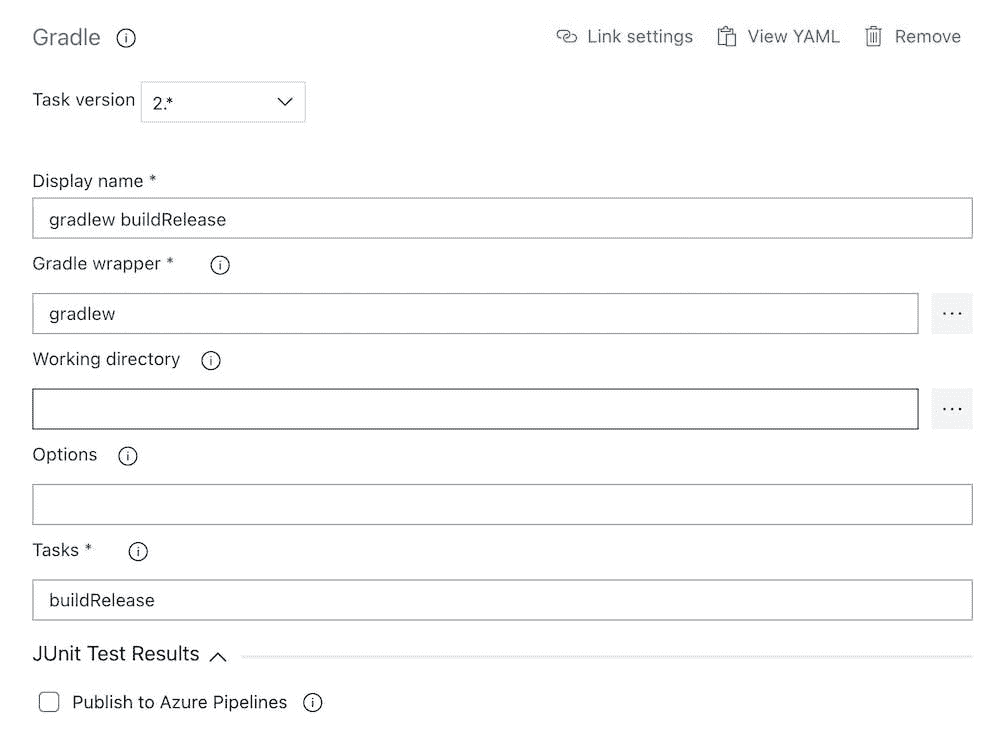 Gradle
Link settings View YAML Remove
Task version 2.*
Display name *
gradlew buildRelease
Gradle wrapper *
gradlew
...
Working directory
...
Options
Tasks *
buildRelease
JUnit Test Results
Publish to Azure Pipelines